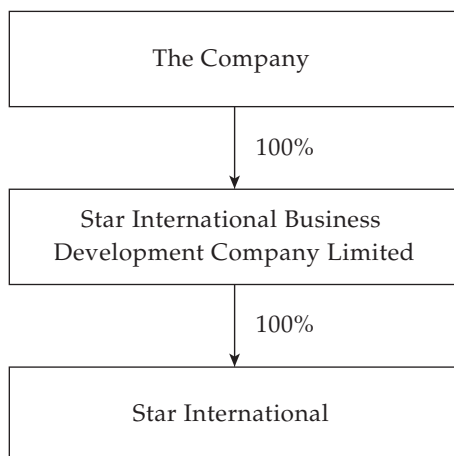 The Company
100%
Star International Business
Development Company Limited
100%
Star International